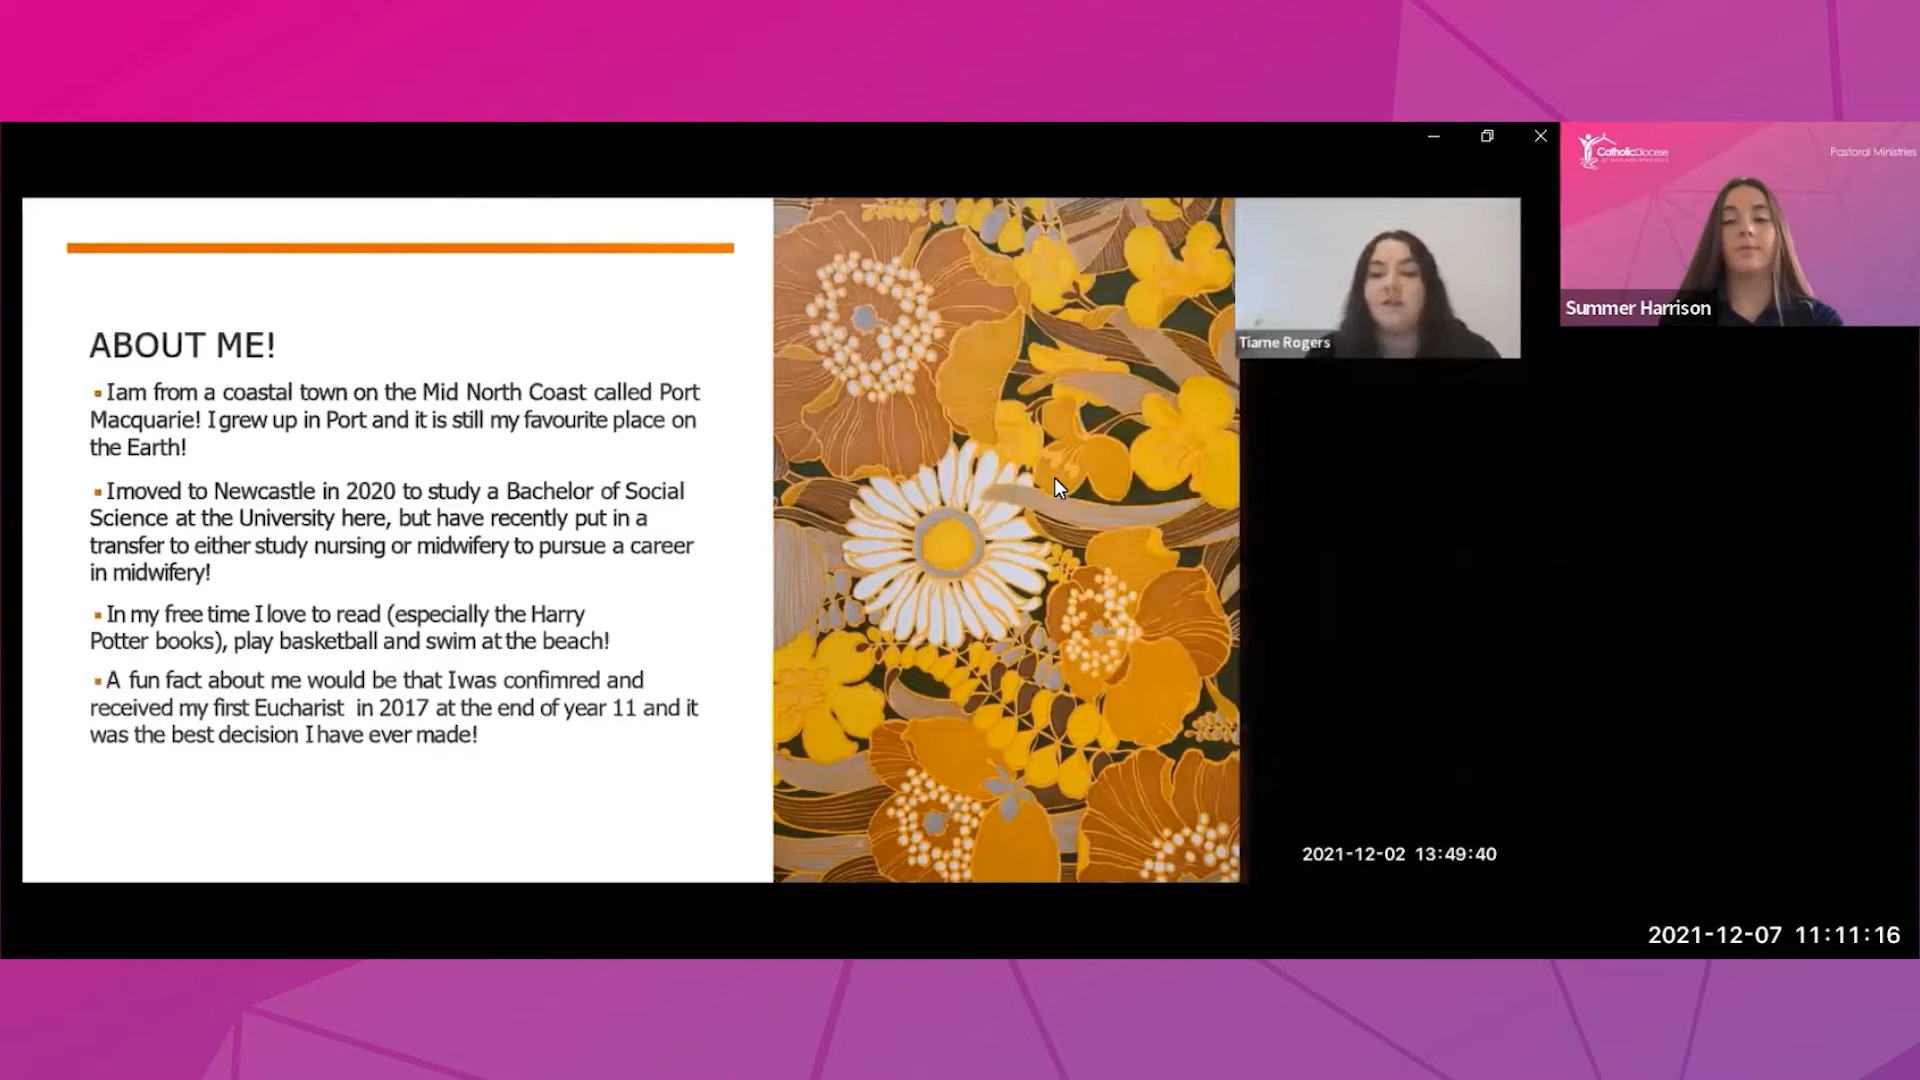 CatholicDiocese
Pastoral Ministries
Summer Harrison
Tiarne Rogers
ABOUT ME!
▪ I am from a coastal town on the Mid North Coast called Port
Macquarie! I grew up in Port and it is still my favourite place on
the Earth!
▪ I moved to Newcastle in 2020 to study a Bachelor of Social
Science at the University here, but have recently put in a
transfer to either study nursing or midwifery to pursue a career
in midwifery!
▪ In my free time I love to read (especially the Harry
Potter books), play basketball and swim at the beach!
▪ A fun fact about me would be that I was confimred and
received my first Eucharist in 2017 at the end of year 11 and it
was the best decision I have ever made!
2021-12-02 13:49:40
2021-12-07 11:11:16